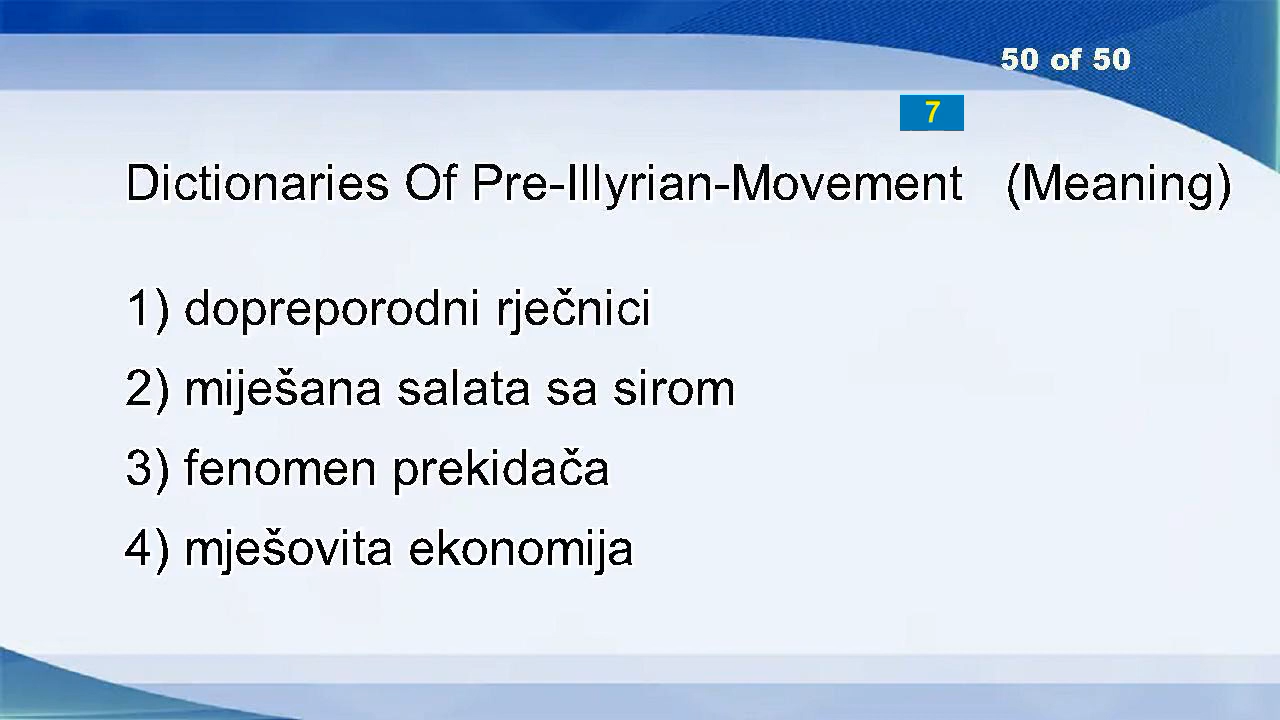 50 of 50
7
Dictionaries Of Pre-Illyrian-Movement (Meaning)
1) dopreporodni rječnici
2) miješana salata sa sirom
3) fenomen prekidača
4) mješovita ekonomija